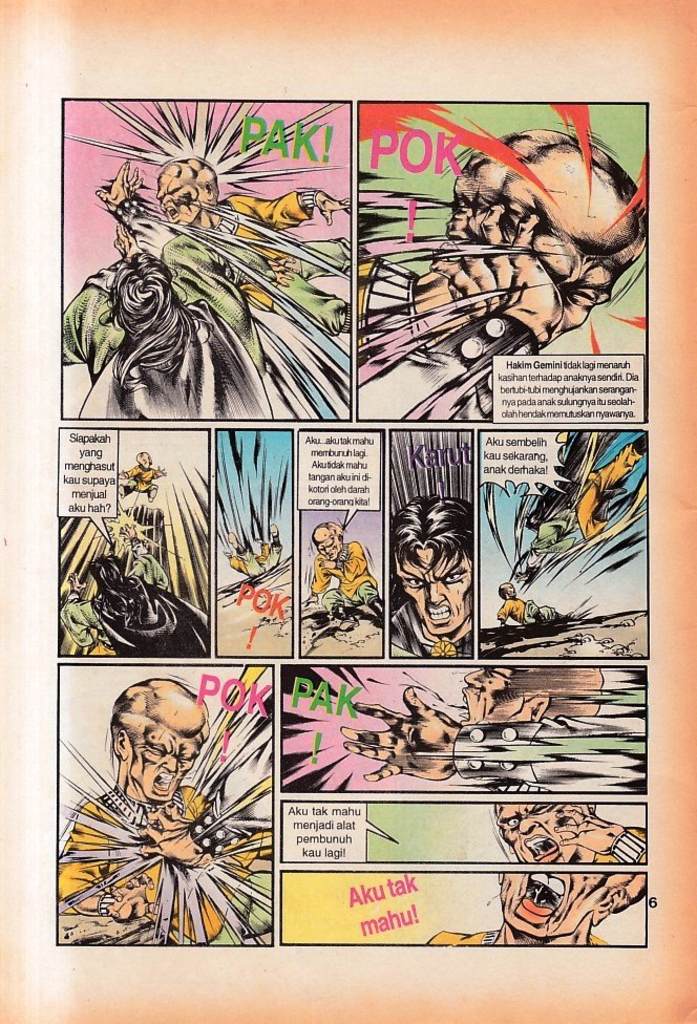 PAK!
POK
!
Hakim Gemini tidak lagi menaruh
kasihan terhadap anaknya sendiri. Dia
bertubi-tubi menghujankan serangan-
nya pada anak sulungnya itu seolah-
olah hendak memutuskan nyawanya.
Siapakah
yang
menghasut
kau supaya
menjual
aku hah?
POK
!
Aku...aku tak mahu
membunuh lagi.
Aku tidak mahu
tangan aku ini di-
kotori oleh darah
orang-orang kita!
Karut
!
Aku sembelih
kau sekarang,
anak derhaka!
POK
!
PAK
!
Aku tak mahu
menjadi alat
pembunuh
kau lagi!
Aku tak
mahu!
6